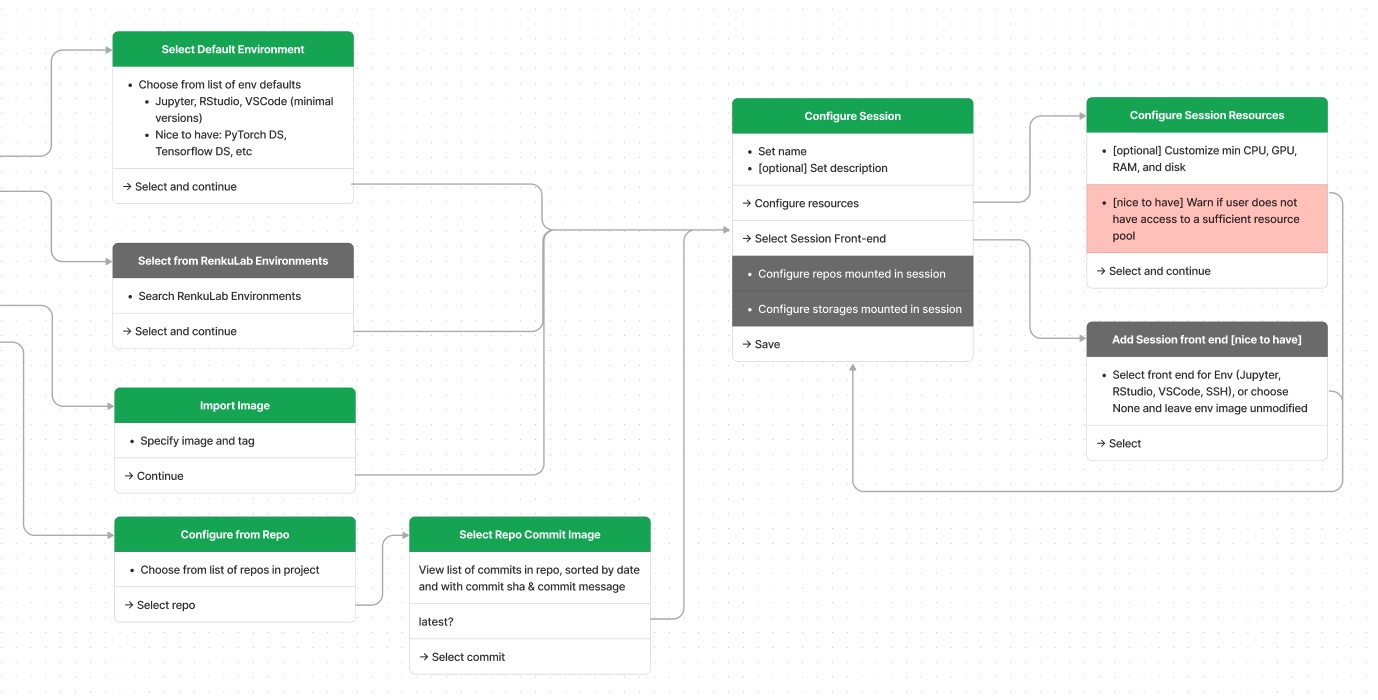 Select Default Environment
• Choose from list of env defaults
• Jupyter, RStudio, VSCode (minimal
versions)
• Nice to have: PyTorch DS,
Tensorflow DS, etc
→ Select and continue
Select from RenkuLab Environments
• Search RenkuLab Environments
→ Select and continue
Import Image
• Specify image and tag
→ Continue
Configure from Repo
• Choose from list of repos in project
→ Select repo
Select Repo Commit Image
View list of commits in repo, sorted by date
and with commit sha & commit message
latest?
→ Select commit
Configure Session
• Set name
• [optional] Set description
→ Configure resources
→ Select Session Front-end
• Configure repos mounted in session
• Configure storages mounted in session
→ Save
Configure Session Resources
• [optional] Customize min CPU, GPU,
RAM, and disk
• [nice to have] Warn if user does not
have access to a sufficient resource
pool
→ Select and continue
Add Session front end [nice to have]
• Select front end for Env (Jupyter,
RStudio, VSCode, SSH), or choose
None and leave env image unmodified
→ Select